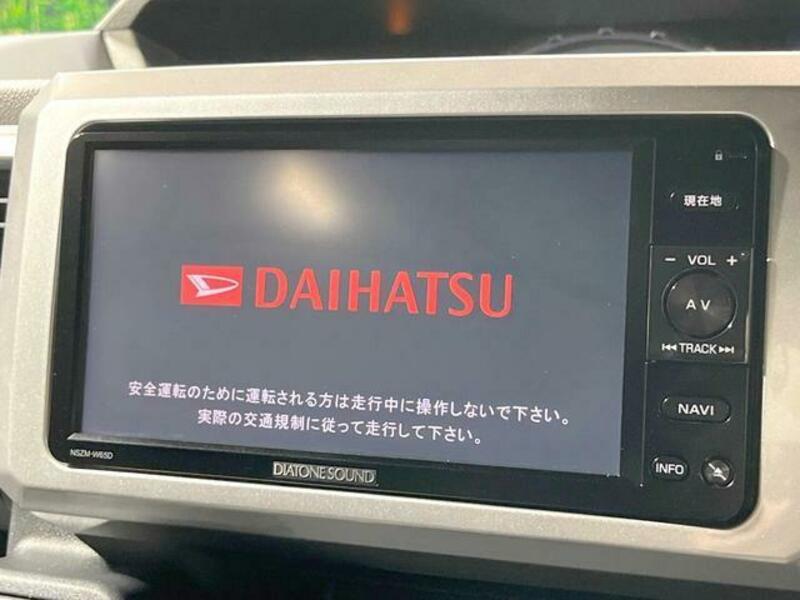 DAIHATSU
安全運転のために運転される方は走行中に操作しないで下さい。
実際の交通規制に従って走行して下さい。
NSZM-W65D
DIATONE SOUND
現在地
− VOL +
AV
TRACK
NAVI
INFO